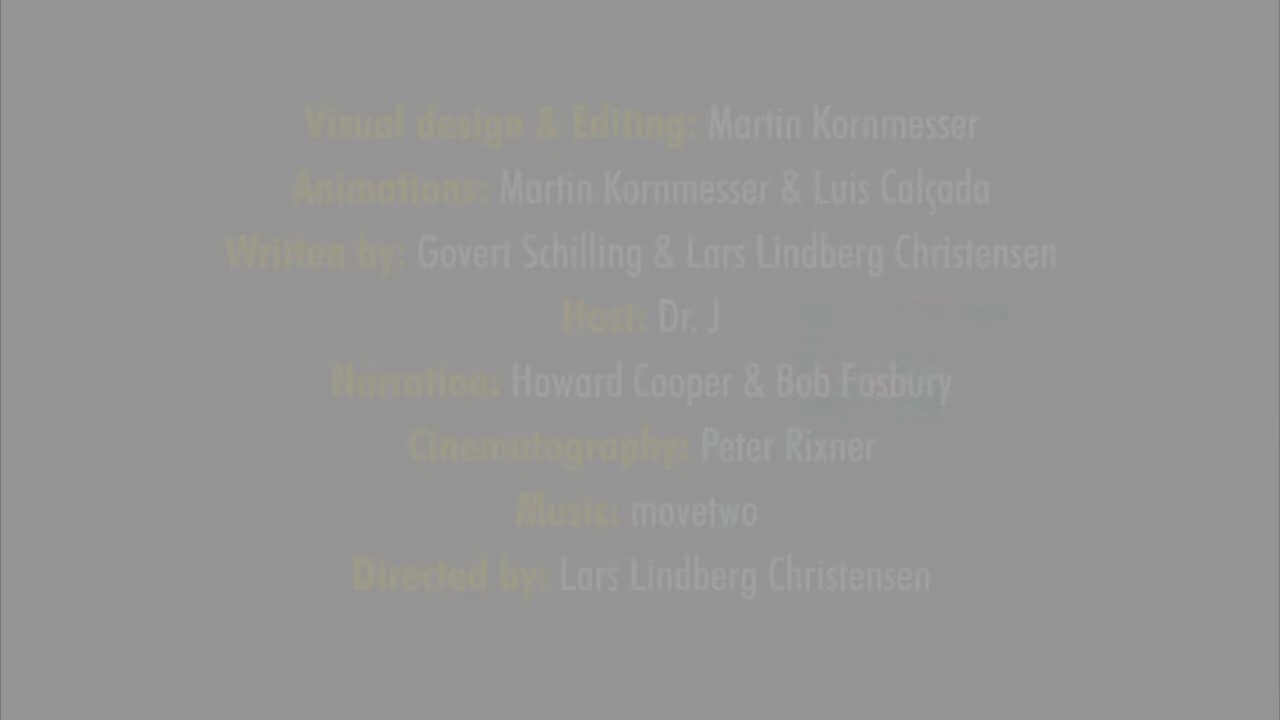 Visual design & Editing: Martin Kornmesser
Animations: Martin Kornmesser & Luis Calçada
Written by: Govert Schilling & Lars Lindberg Christensen
Host: Dr. J
Narration: Howard Cooper & Bob Fosbury
Cinematography: Peter Rixner
Music: movetwo
Directed by: Lars Lindberg Christensen